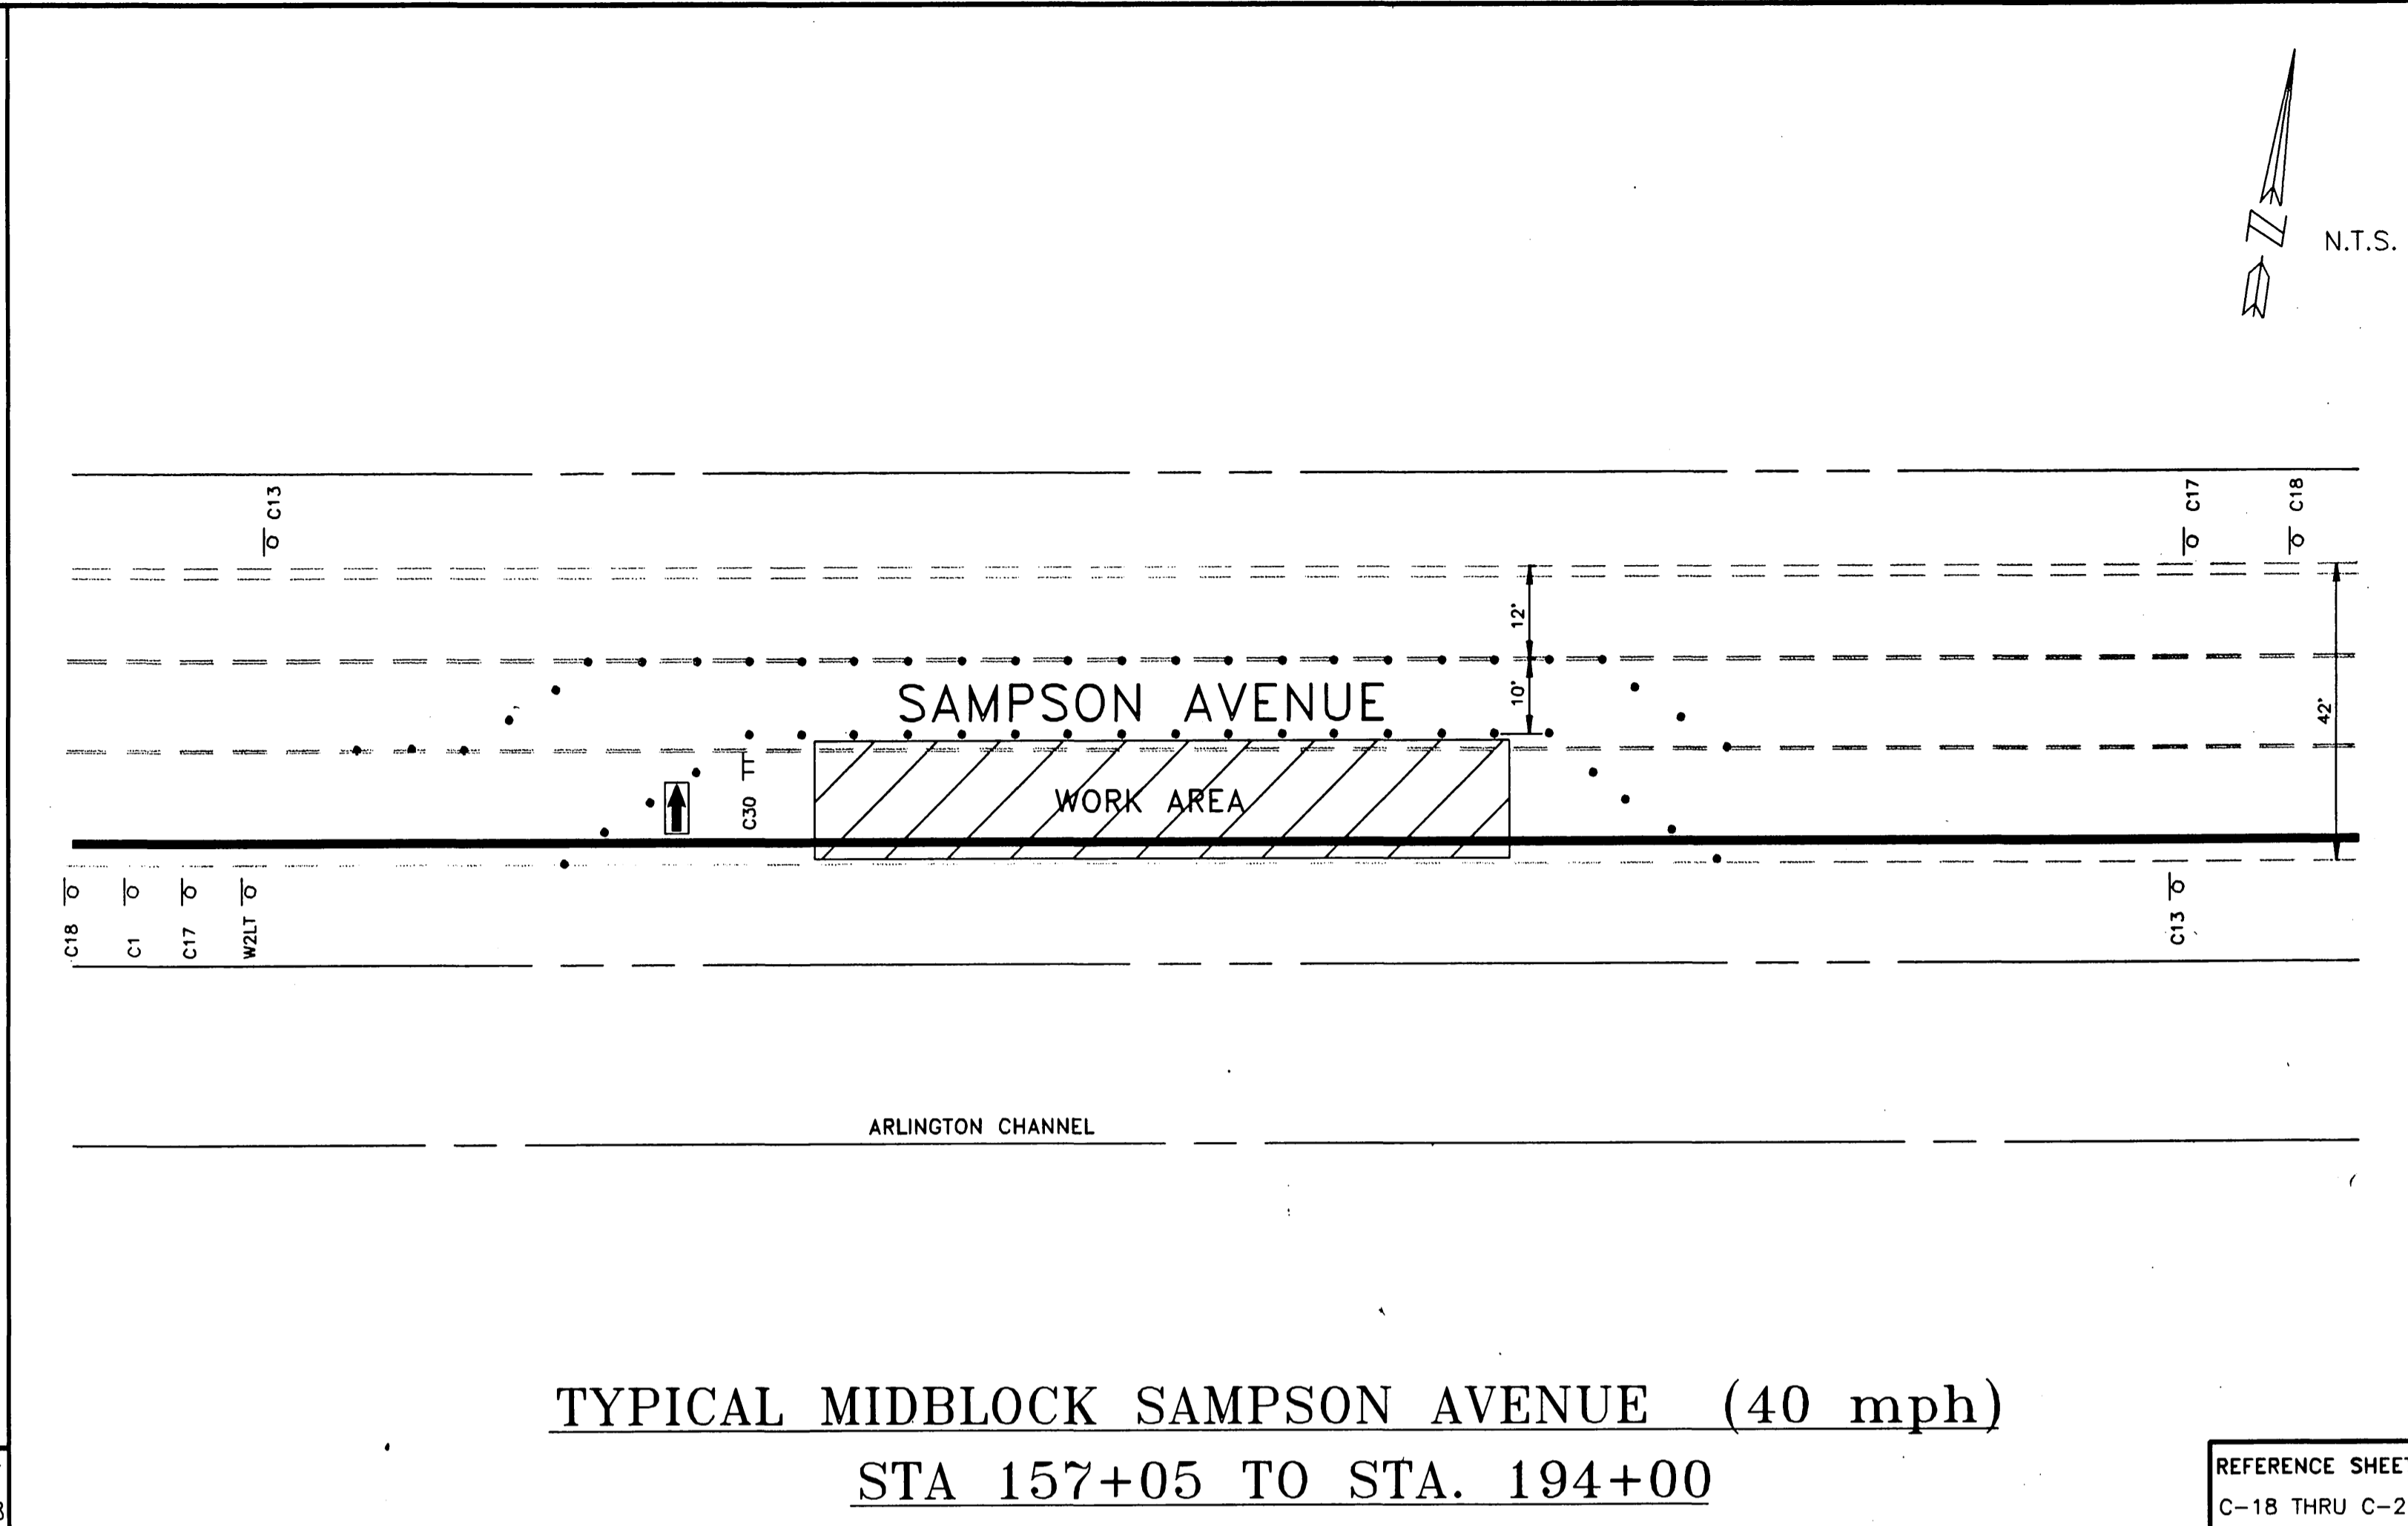 N
N.T.S.
C13
C17
C18
12'
SAMPSON AVENUE
10'
42'
C30
WORK AREA
C18
C1
C17
W2LT
C13
ARLINGTON CHANNEL
TYPICAL MIDBLOCK SAMPSON AVENUE (40 mph)
STA 157+05 TO STA. 194+00
REFERENCE SHEET
C-18 THRU C-2